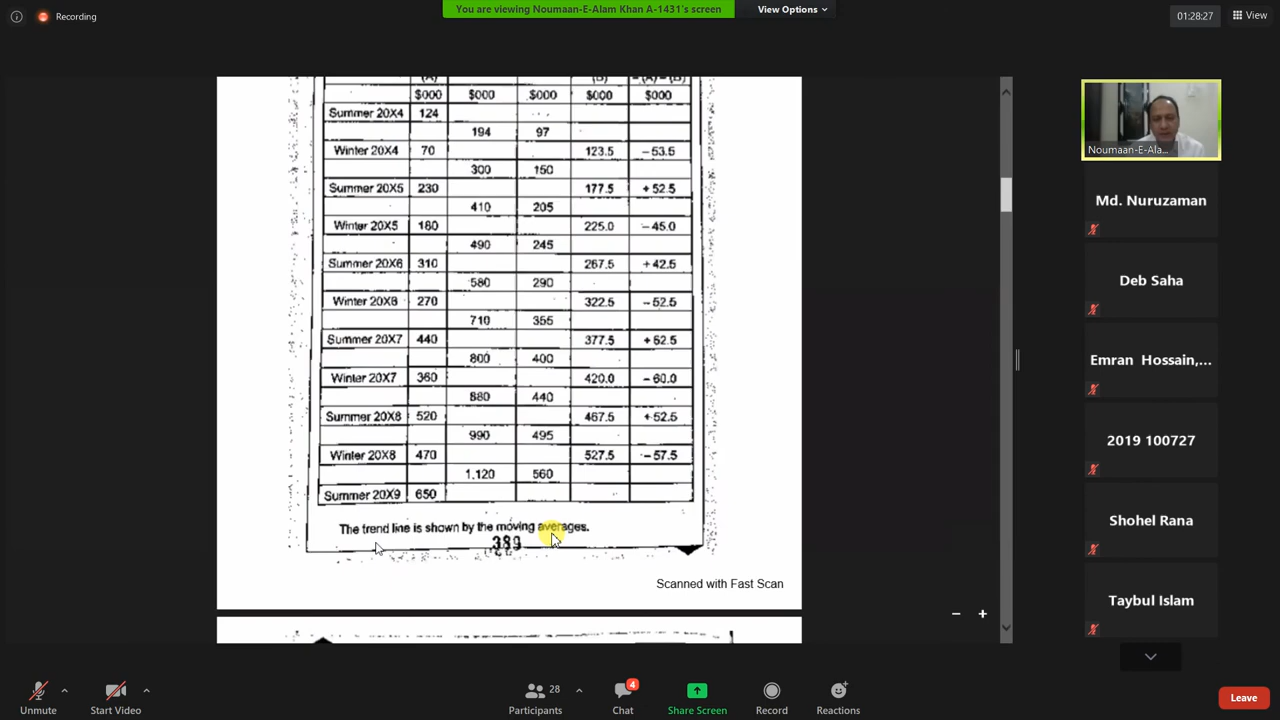 You are viewing Noumaan-E-Alam Khan A-1431's screen
View Options
Recording
01:28:27
View
(A) (B) = (A) – (B)
$000 $000 $000 $000 $000
Summer 20X4 124
194 97
Winter 20X4 70 123.5 –53.5
300 150
Summer 20X5 230 177.5 +52.5
410 205
Winter 20X5 180 225.0 –45.0
490 245
Summer 20X6 310 267.5 +42.5
580 290
Winter 20X6 270 322.5 –52.5
710 355
Summer 20X7 440 377.5 +62.5
800 400
Winter 20X7 360 420.0 –60.0
880 440
Summer 20X8 520 467.5 +52.5
990 495
Winter 20X8 470 527.5 –57.5
1,120 560
Summer 20X9 650
The trend line is shown by the moving averages.
389
Scanned with Fast Scan
Noumaan-E-Ala...
Md. Nuruzaman
Deb Saha
Emran Hossain,...
2019 100727
Shohel Rana
Taybul Islam
Unmute
Start Video
28
Participants
4
Chat
Share Screen
Record
Reactions
Leave